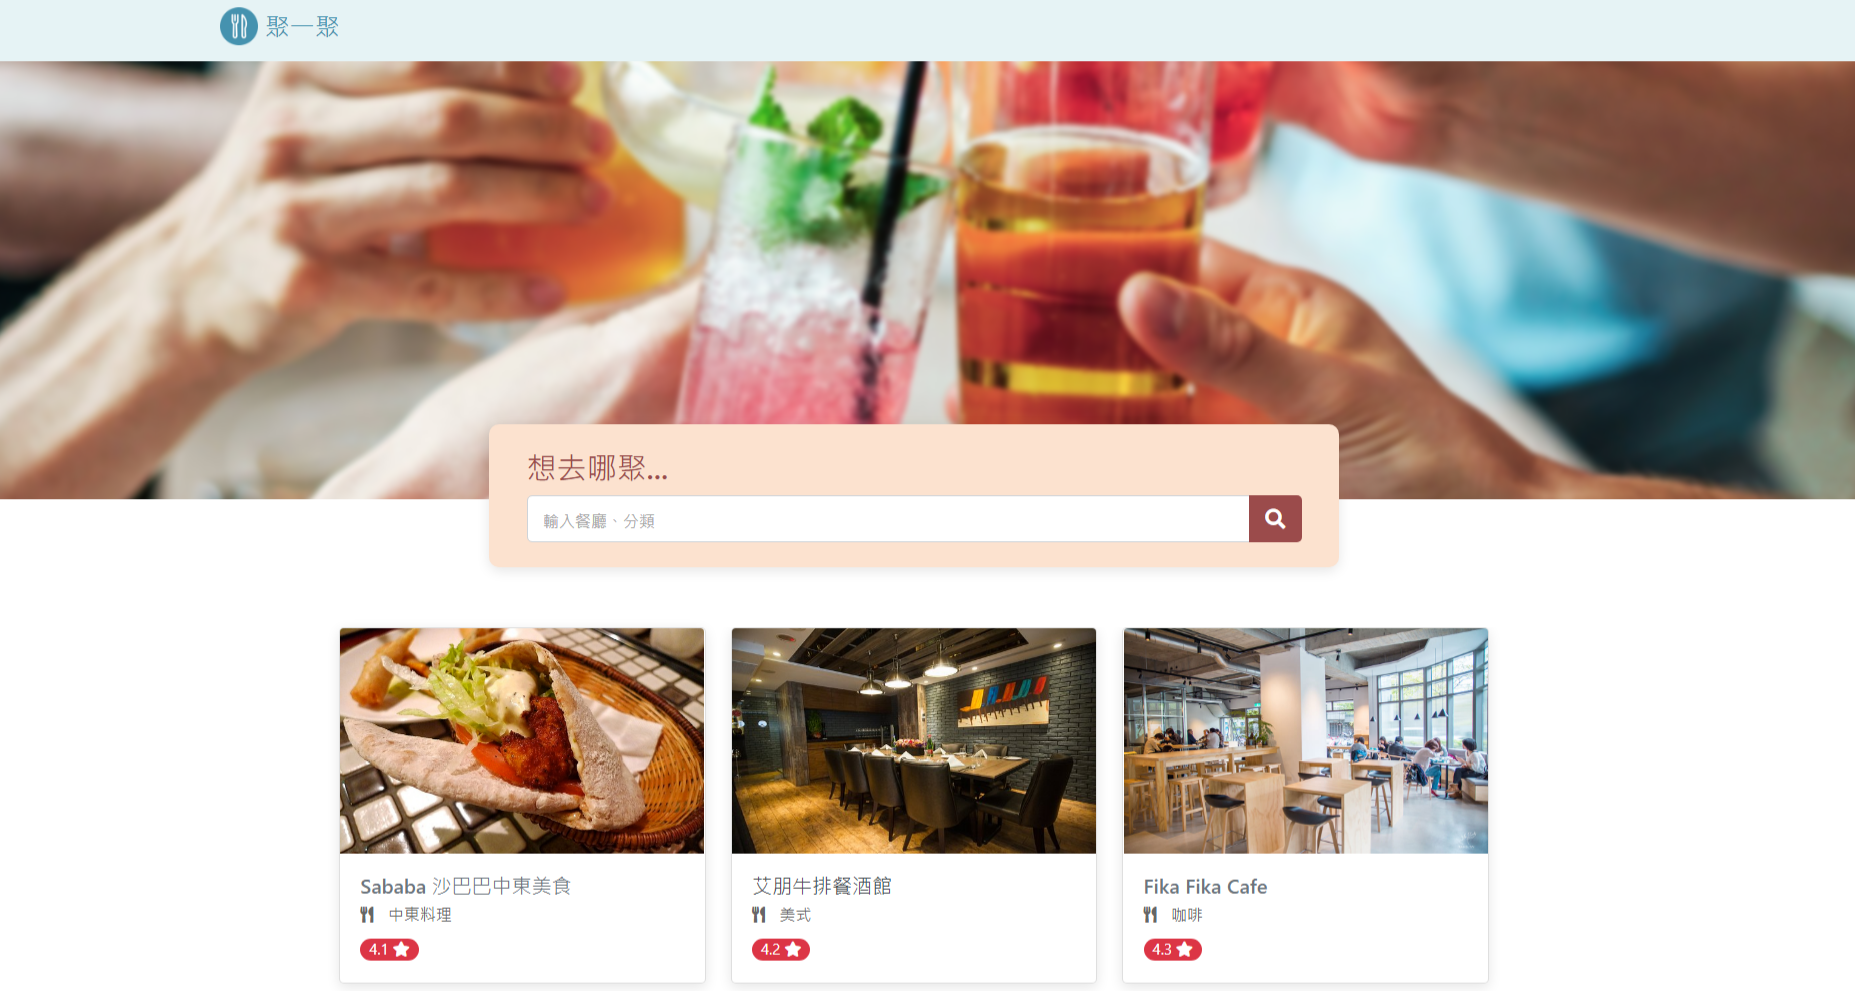 聚一聚
想去哪聚...
輸入餐廳、分類
Sababa 沙巴巴中東美食
中東料理
4.1
艾朋牛排餐酒館
美式
4.2
Fika Fika Cafe
咖啡
4.3